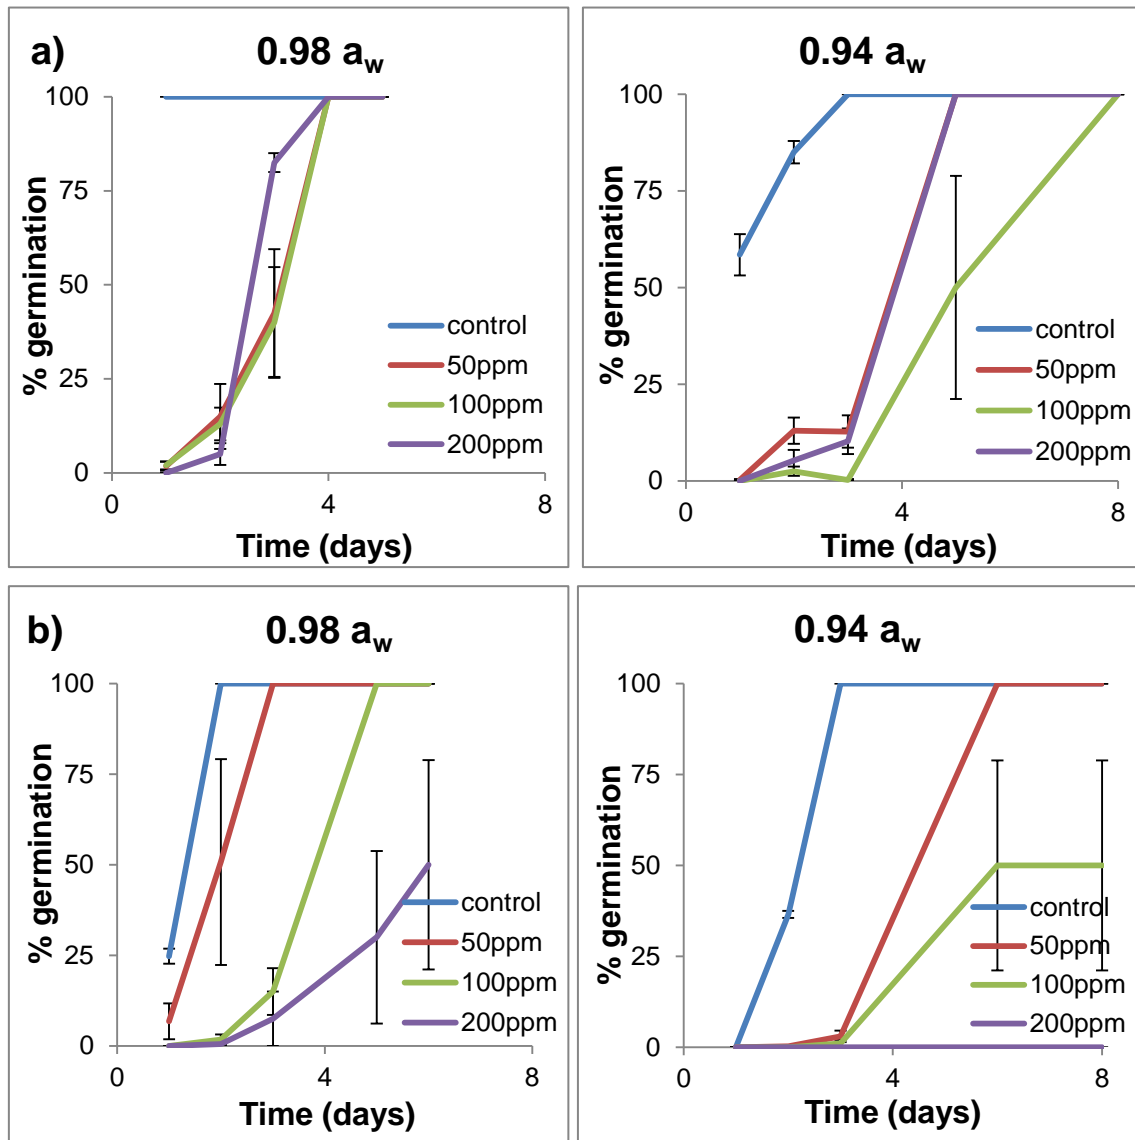 a) 0.98 aw
% germination
100
75
50
25
0
0 4 8
Time (days)
control
50ppm
100ppm
200ppm
0.94 aw
% germination
100
75
50
25
0
0 4 8
Time (days)
control
50ppm
100ppm
200ppm
b) 0.98 aw
% germination
100
75
50
25
0
0 4 8
Time (days)
control
50ppm
100ppm
200ppm
0.94 aw
% germination
100
75
50
25
0
0 4 8
Time (days)
control
50ppm
100ppm
200ppm